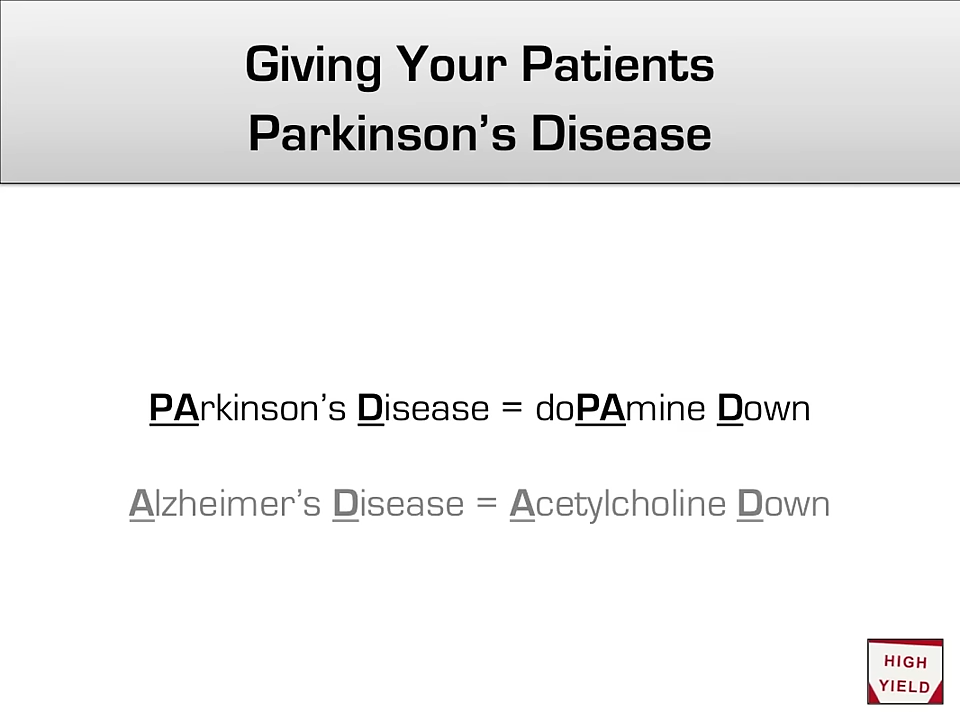 Giving Your Patients
Parkinson’s Disease
PArkinson’s Disease = doPAmine Down
Alzheimer’s Disease = Acetylcholine Down
HIGH
YIELD